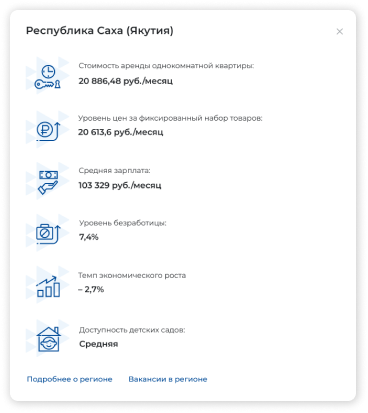 Республика Саха (Якутия)
Стоимость аренды однокомнатной квартиры:
20 886,48 руб./месяц
Уровень цен за фиксированный набор товаров:
20 613,6 руб./месяц
Средняя зарплата:
103 329 руб./месяц
Уровень безработицы:
7,4%
Темп экономического роста
– 2,7%
Доступность детских садов:
Средняя
Подробнее о регионе Вакансии в регионе